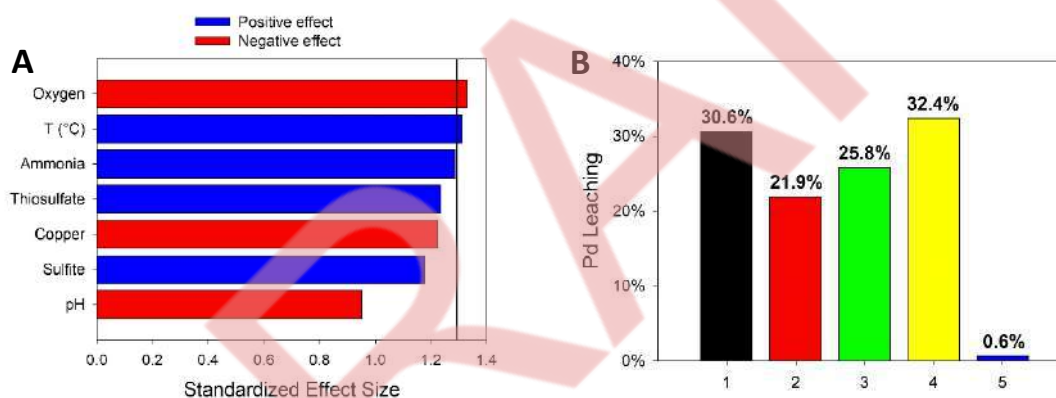 Positive effect
Negative effect
A
Oxygen
T (°C)
Ammonia
Thiosulfate
Copper
Sulfite
pH
0.0 0.2 0.4 0.6 0.8 1.0 1.2 1.4
Standardized Effect Size
B
40%
30%
20%
10%
0%
Pd Leaching
30.6%
21.9%
25.8%
32.4%
0.6%
1 2 3 4 5